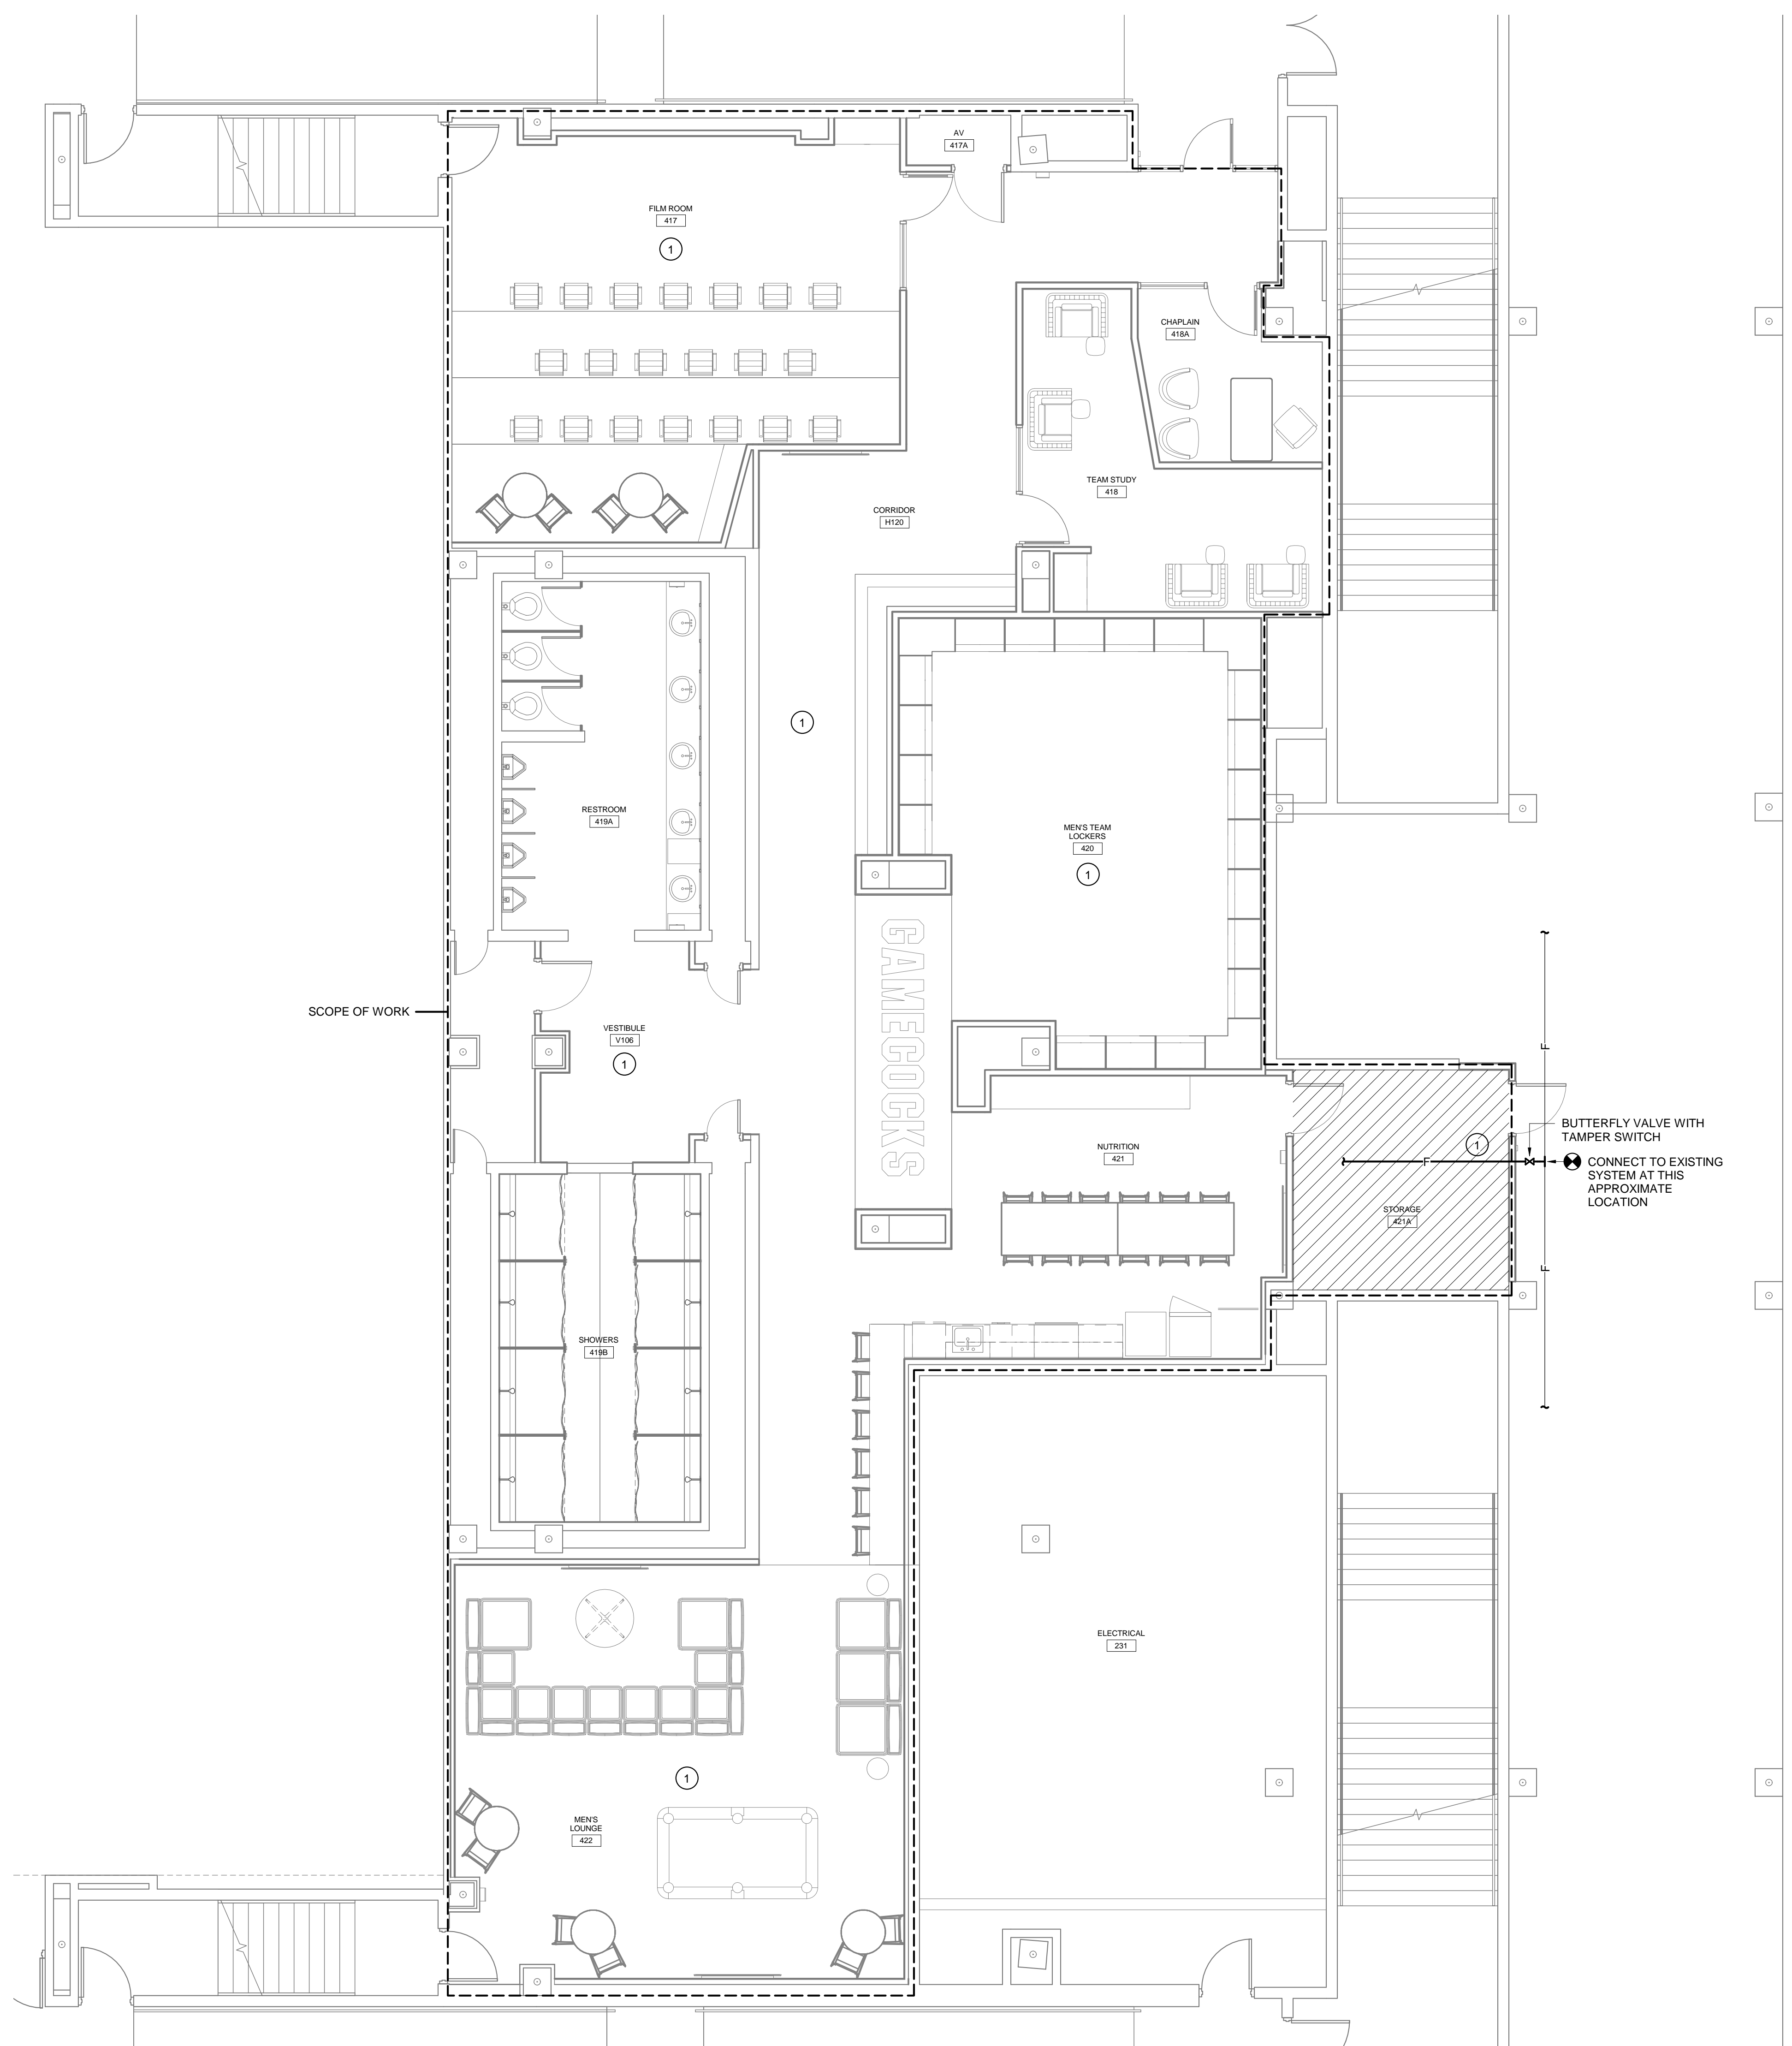 AV
417A
FILM ROOM
417
1
CHAPLAIN
418A
TEAM STUDY
418
CORRIDOR
H120
1
RESTROOM
419A
MEN'S TEAM
LOCKERS
420
1
GAMECOCKS
SCOPE OF WORK
VESTIBULE
V106
1
F
NUTRITION
421
1
BUTTERFLY VALVE WITH
TAMPER SWITCH
F
CONNECT TO EXISTING
SYSTEM AT THIS
APPROXIMATE
LOCATION
STORAGE
421A
F
SHOWERS
419B
ELECTRICAL
231
1
MEN'S
LOUNGE
422